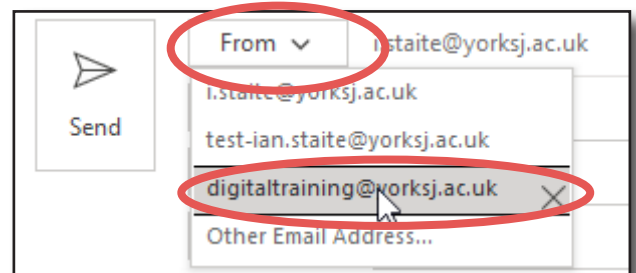 From i.staite@yorksj.ac.uk
i.staite@yorksj.ac.uk
Send
test-ian.staite@yorksj.ac.uk
digitaltraining@yorksj.ac.uk
Other Email Address...